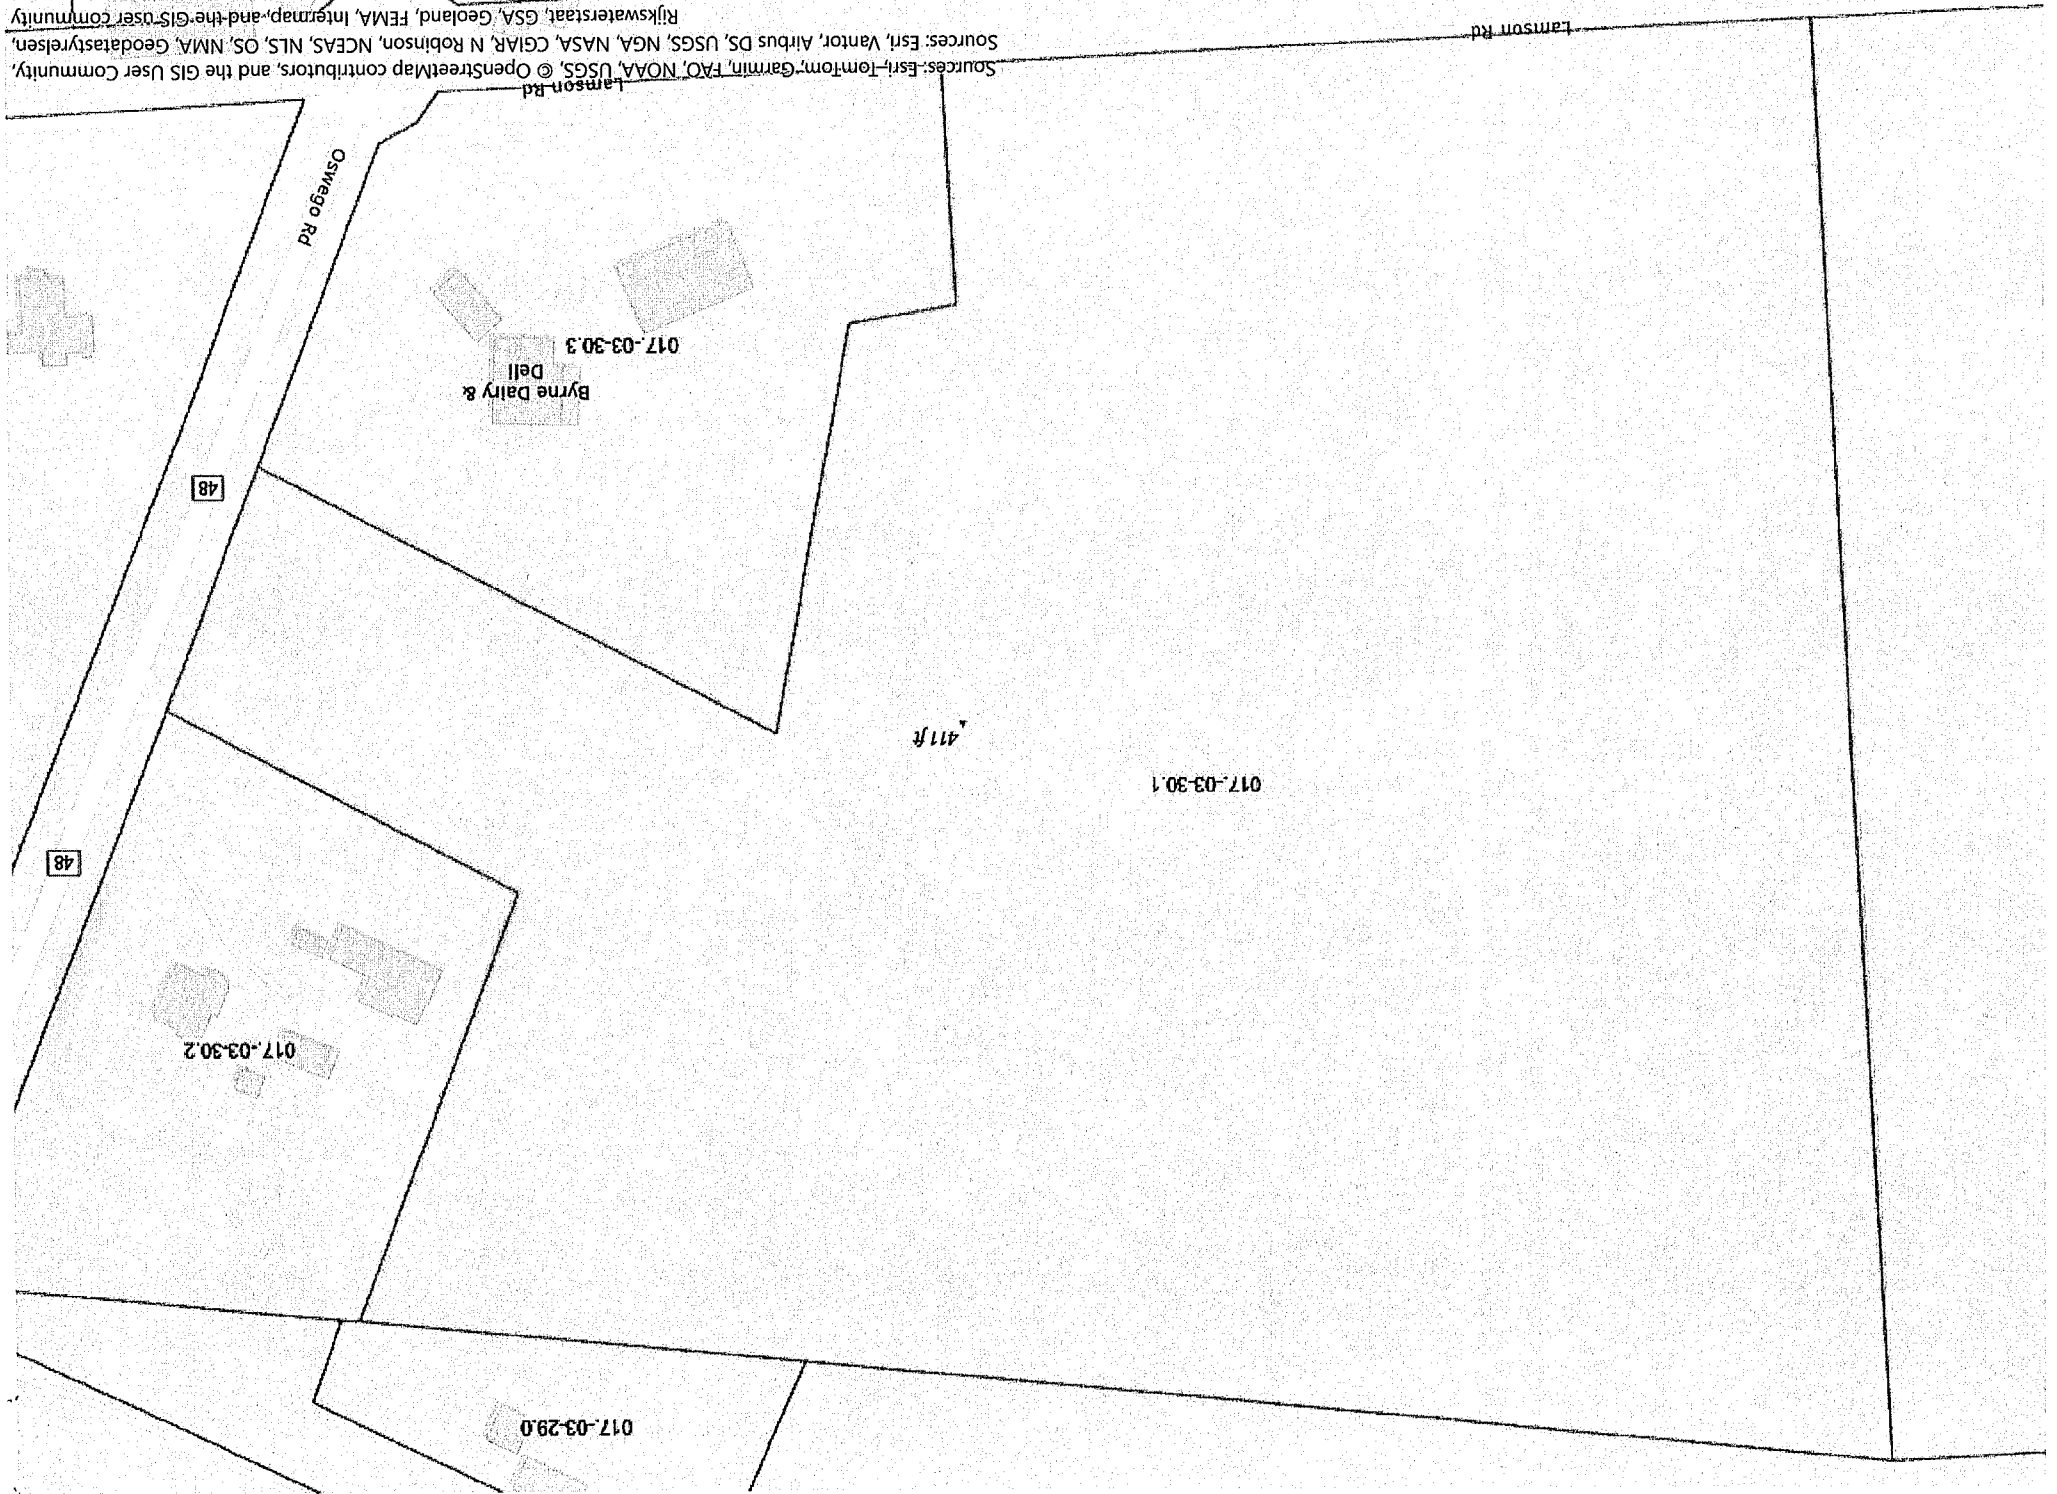 017.-03-29.0
017.-03-30.2
48
017.-03-30.1
411 ft
48
Byrne Dairy &
Dell
017.-03-30.3
Oswego Rd
Lamson Rd
Lamson Rd
Sources: Esri, TomTom, Garmin, FAO, NOAA, USGS, © OpenStreetMap contributors, and the GIS User Community,
Sources: Esri, Vantor, Airbus DS, USGS, NGA, NASA, CGIAR, N Robinson, NCEAS, NLS, OS, NMA, Geodatastyrelsen,
Rijkswaterstaat, GSA, Geoland, FEMA, Intermap, and the GIS user community